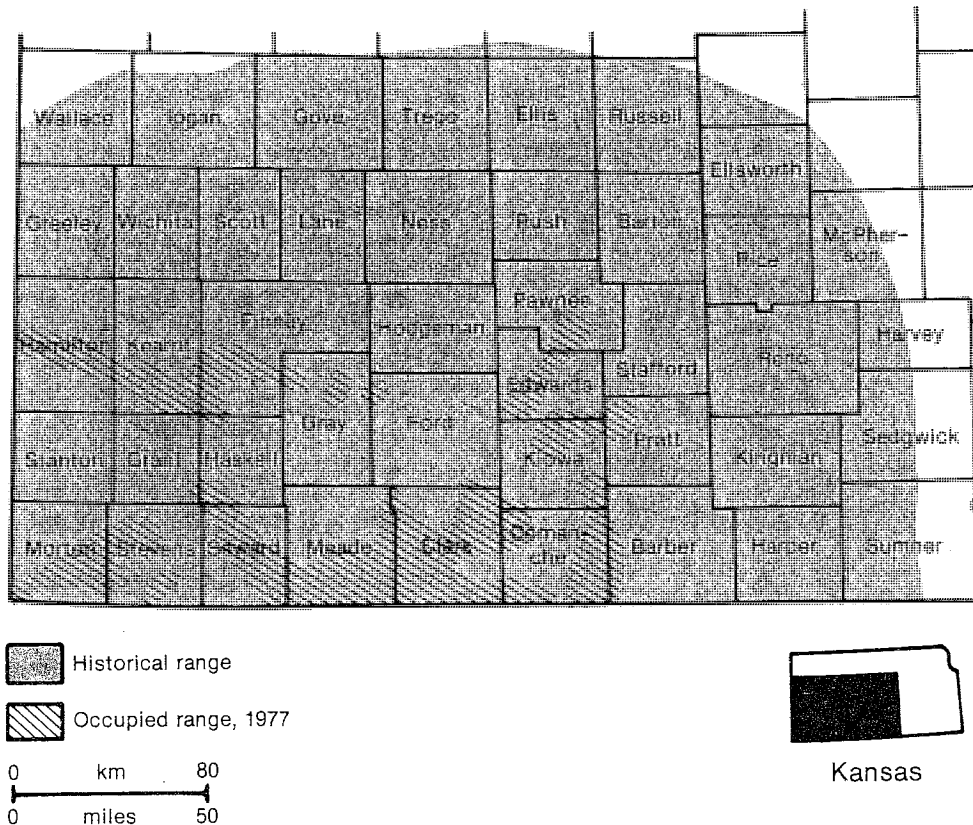 Wallace Logan Gove Trego Ellis Russell
Ellsworth
Greeley Wichita Scott Lane Ness Rush Barton
Rice
McPher-
son
Hamilton Kearny Finney Hodgeman Pawnee
Stafford Reno Harvey
Edwards
Gray Ford
Stanton Grant Haskell Kiowa Pratt Kingman Sedgwick
Morton Stevens Seward Meade Clark Coman-
che Barber Harper Sumner
Historical range
Occupied range, 1977
0 km 80
0 miles 50
Kansas